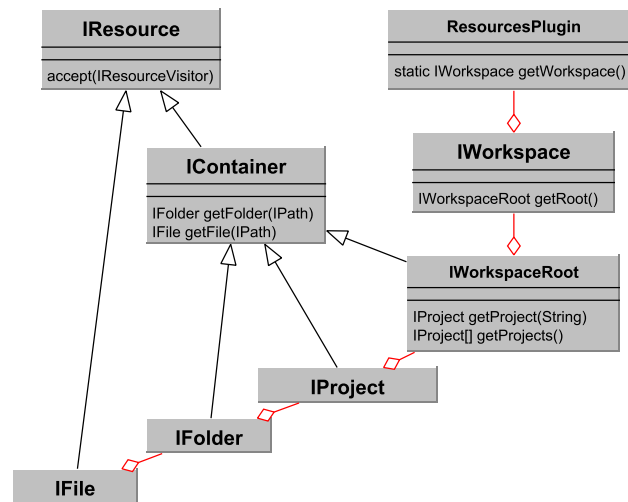 IResource
accept(IResourceVisitor)
ResourcesPlugin
static IWorkspace getWorkspace()
IContainer
IFolder getFolder(IPath)
IFile getFile(IPath)
IWorkspace
IWorkspaceRoot getRoot()
IWorkspaceRoot
IProject getProject(String)
IProject[] getProjects()
IProject
IFolder
IFile